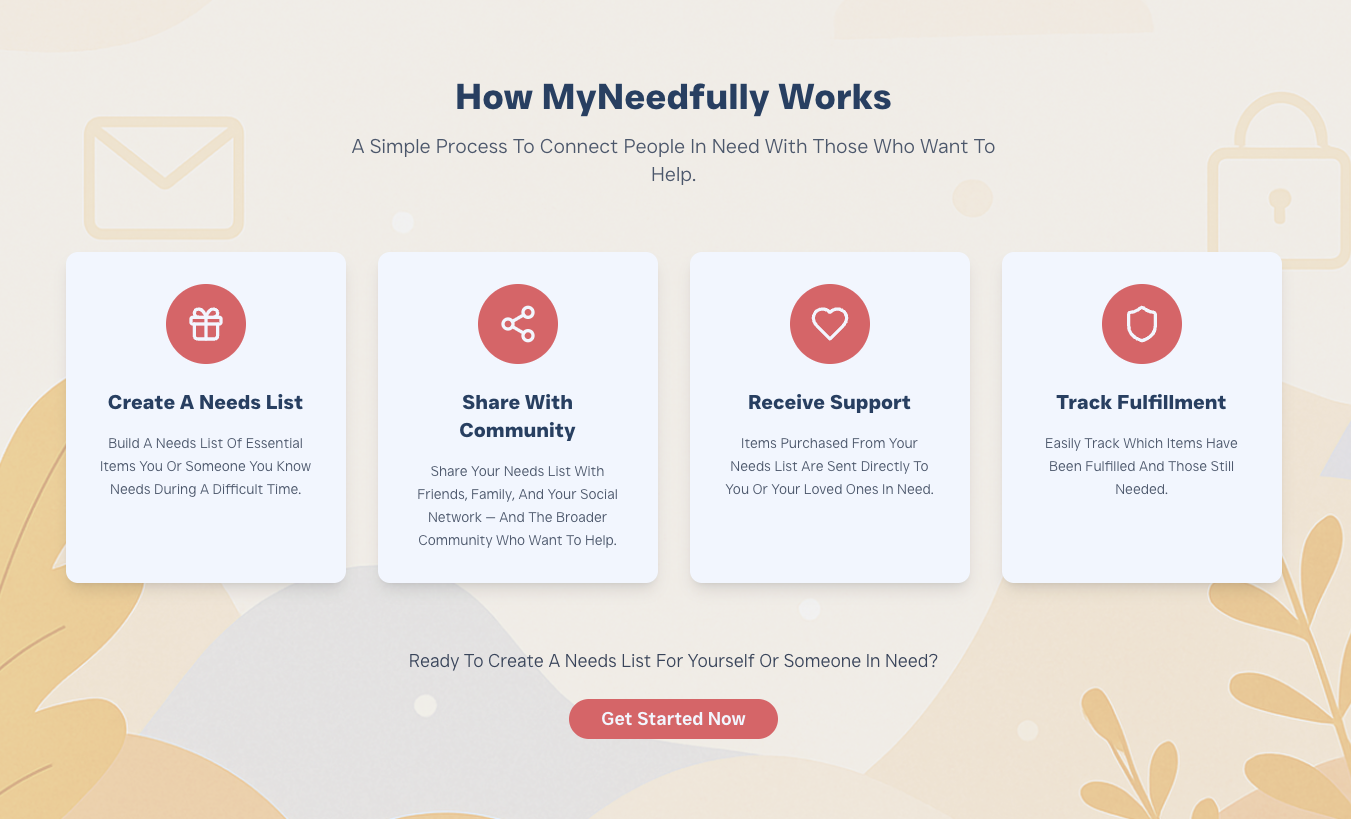 How MyNeedfully Works
A Simple Process To Connect People In Need With Those Who Want To
Help.
Create A Needs List
Build A Needs List Of Essential
Items You Or Someone You Know
Needs During A Difficult Time.
Share With
Community
Share Your Needs List With
Friends, Family, And Your Social
Network — And The Broader
Community Who Want To Help.
Receive Support
Items Purchased From Your
Needs List Are Sent Directly To
You Or Your Loved Ones In Need.
Track Fulfillment
Easily Track Which Items Have
Been Fulfilled And Those Still
Needed.
Ready To Create A Needs List For Yourself Or Someone In Need?
Get Started Now